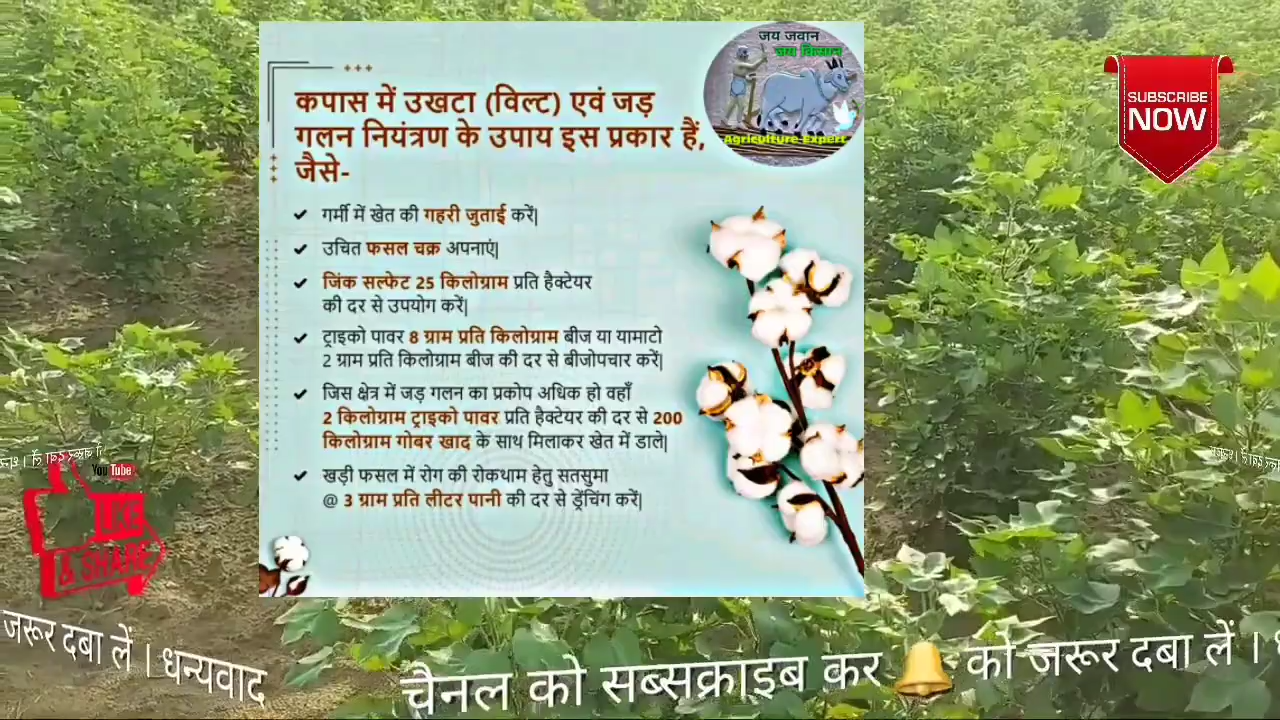 जय जवान
जय किसान
Agriculture Expert
SUBSCRIBE
NOW
कपास में उखटा (विल्ट) एवं जड़
गलन नियंत्रण के उपाय इस प्रकार हैं,
जैसे-
गर्मी में खेत की गहरी जुताई करें|
उचित फसल चक्र अपनाएं|
जिंक सल्फेट 25 किलोग्राम प्रति हैक्टेयर
की दर से उपयोग करें|
ट्राइको पावर 8 ग्राम प्रति किलोग्राम बीज या यामाटो
2 ग्राम प्रति किलोग्राम बीज की दर से बीजोपचार करें|
जिस क्षेत्र में जड़ गलन का प्रकोप अधिक हो वहाँ
2 किलोग्राम ट्राइको पावर प्रति हैक्टेयर की दर से 200
किलोग्राम गोबर खाद के साथ मिलाकर खेत में डाले|
खड़ी फसल में रोग की रोकथाम हेतु सतसुमा
@ 3 ग्राम प्रति लीटर पानी की दर से ड्रेंचिंग करें|
You Tube
LIKE
& SHARE
जरूर दबा लें । धन्यवाद
चैनल को सब्सक्राइब कर को जरूर दबा लें ।